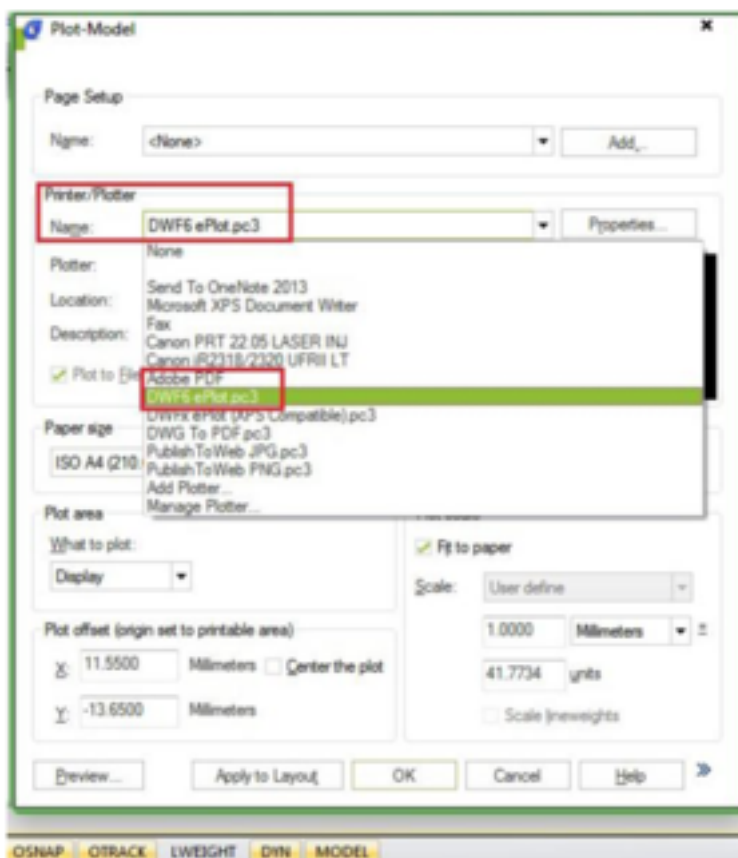 Plot-Model
Page Setup
Name: <None> Add...
Printer/Plotter
Name: DWF6 ePlot.pc3 Properties...
None
Plotter:
Send To OneNote 2013
Location:
Microsoft XPS Document Writer
Fax
Description:
Canon PRT 22.05 LASER INJ
Canon iR2318/2320 UFRII LT
Plot to File
Adobe PDF
DWF6 ePlot.pc3
DWFx ePlot (XPS Compatible).pc3
Paper size
DWG To PDF.pc3
PublishToWeb JPG.pc3
ISO A4 (210
PublishToWeb PNG.pc3
Add Plotter...
Manage Plotter...
Plot area
What to plot:
Fit to paper
Display
Scale: User define
Plot offset (origin set to printable area)
1.0000 Millimeters =
X: 11.5500 Millimeters Center the plot
41.7734 units
Y: -13.6500 Millimeters
Scale lineweights
Preview... Apply to Layout OK Cancel Help
OSNAP OTRACK LWEIGHT DYN MODEL